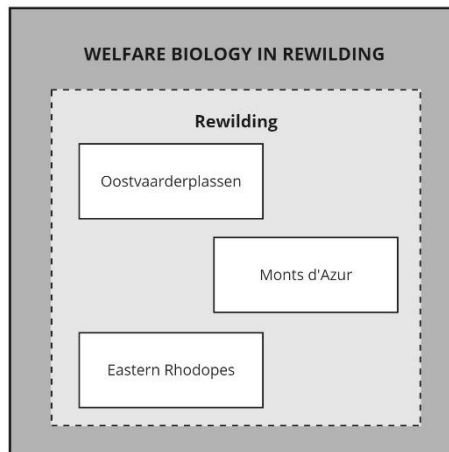 WELFARE BIOLOGY IN REWILDING
Rewilding
Oostvaarderplassen
Monts d'Azur
Eastern Rhodopes